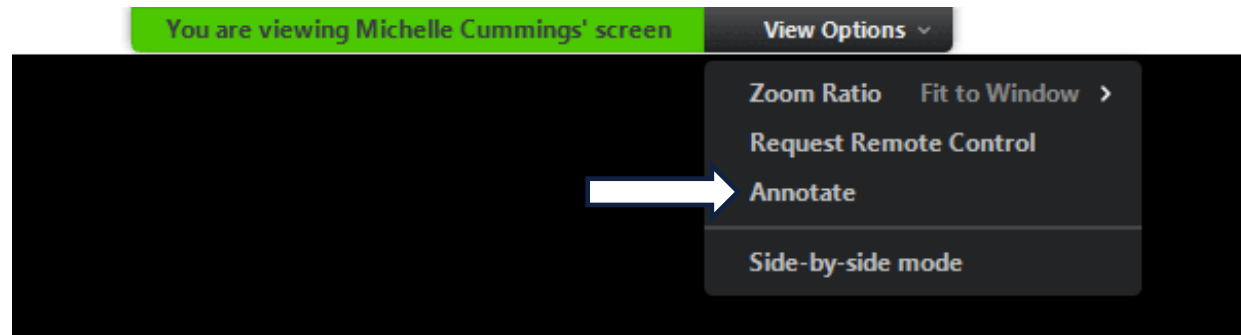 You are viewing Michelle Cummings' screen View Options
Zoom Ratio Fit to Window
Request Remote Control
Annotate
Side-by-side mode